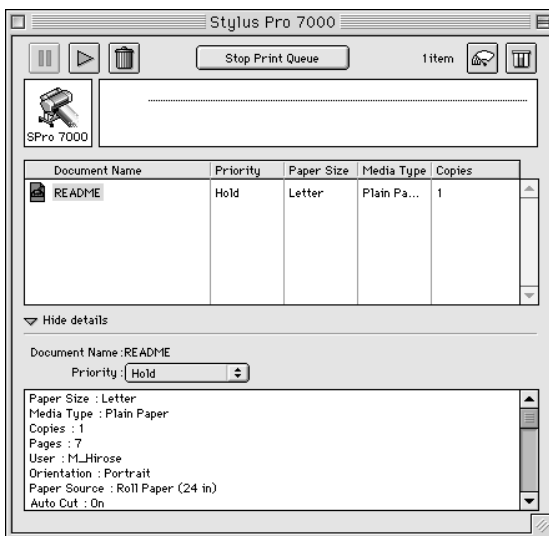 Stylus Pro 7000
Stop Print Queue
1 item
SPro 7000
Document Name Priority Paper Size Media Type Copies
README Hold Letter Plain Pa... 1
Hide details
Document Name :README
Priority : Hold
Paper Size : Letter
Media Type : Plain Paper
Copies : 1
Pages : 7
User : M_Hirose
Orientation : Portrait
Paper Source : Roll Paper (24 in)
Auto Cut : On